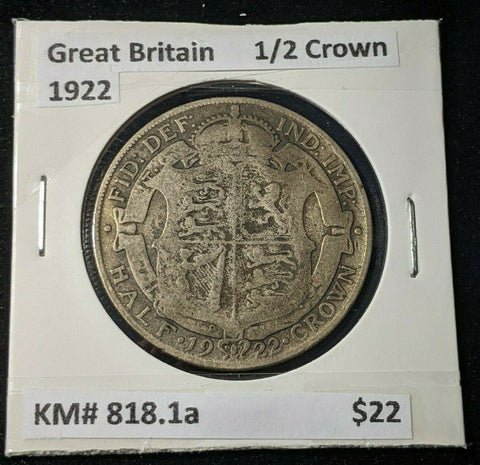 Great Britain 1/2 Crown
1922
FID: DEF: IND: IMP:
HALF · 1922 · CROWN
KM# 818.1a $22